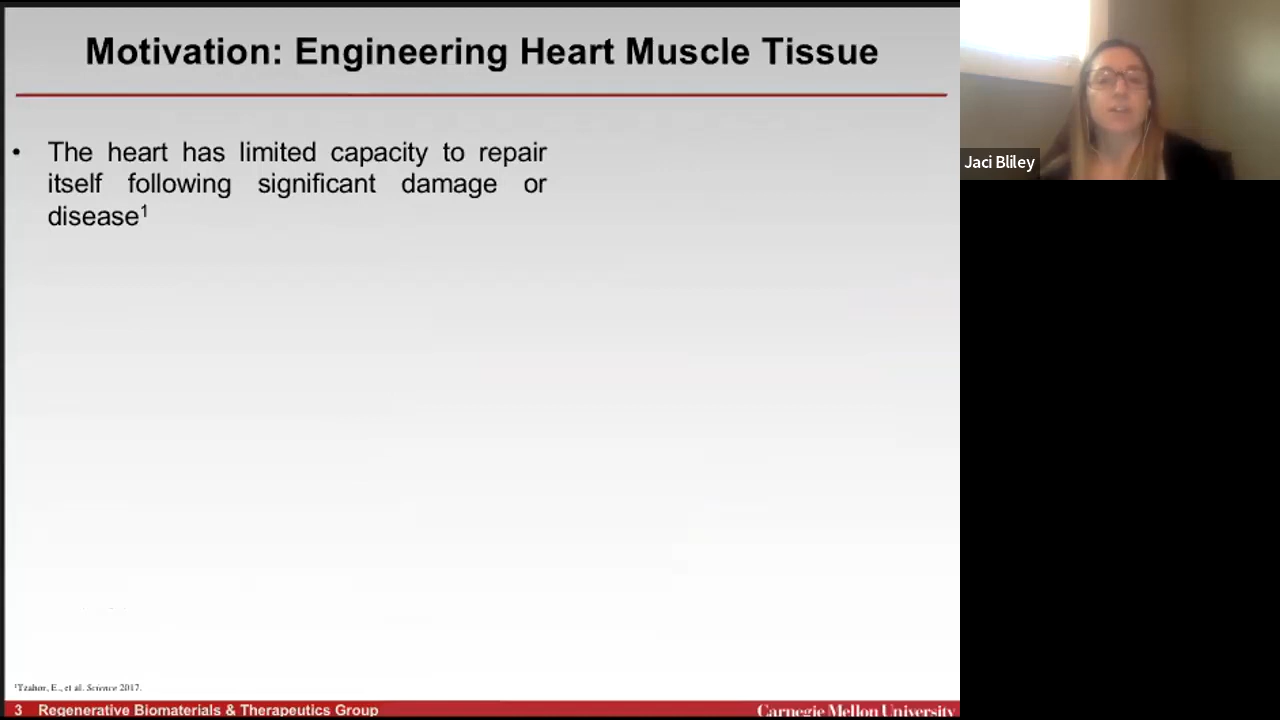 Motivation: Engineering Heart Muscle Tissue
• The heart has limited capacity to repair
itself following significant damage or
disease¹
¹Tzahor, E., et al. Science 2017.
3 Regenerative Biomaterials & Therapeutics Group
Carnegie Mellon University
Jaci Bliley